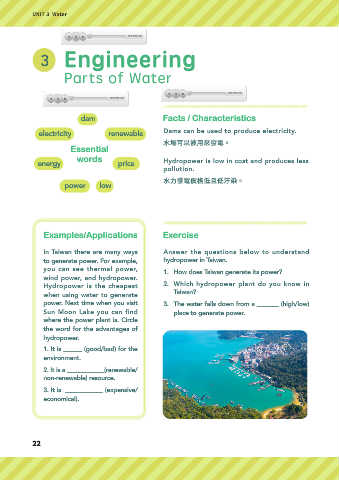 UNIT 3 Water
3 Engineering
Parts of Water
dam
electricity
renewable
Essential
words
energy
price
power
low
Facts / Characteristics
Dams can be used to produce electricity.
水壩可以被用來發電。
Hydropower is low in cost and produces less
pollution.
水力發電價格低且低汙染。
Examples/Applications
In Taiwan there are many ways
to generate power. For example,
you can see thermal power,
wind power, and hydropower.
Hydropower is the cheapest
when using water to generate
power. Next time when you visit
Sun Moon Lake you can find
where the power plant is. Circle
the word for the advantages of
hydropower.
1. It is ______ (good/bad) for the
environment.
2. It is a ____________(renewable/
non-renewable) resource.
3. It is ____________ (expensive/
economical).
Exercise
Answer the questions below to understand
hydropower in Taiwan.
1. How does Taiwan generate its power?
2. Which hydropower plant do you know in
Taiwan?
3. The water falls down from a _______ (high/low)
place to generate power.
22